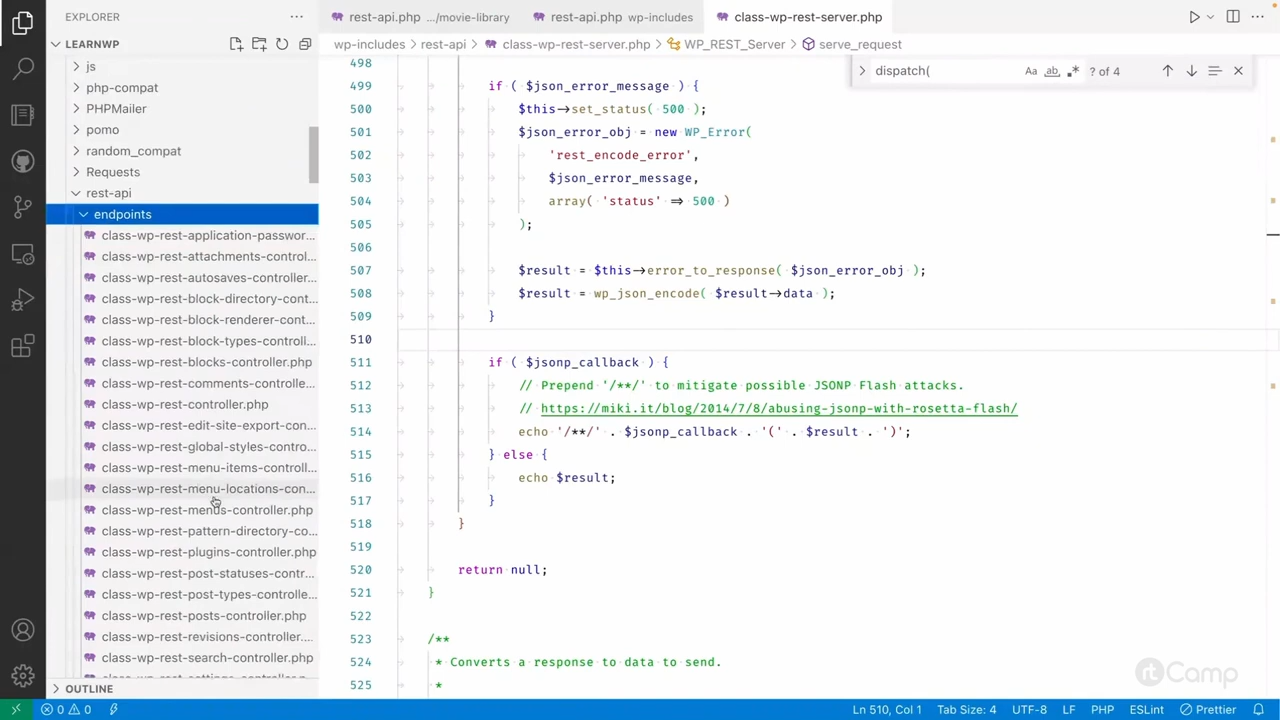 EXPLORER
LEARNWP
js
php-compat
PHPMailer
pomo
random_compat
Requests
rest-api
endpoints
class-wp-rest-application-passwor...
class-wp-rest-attachments-control...
class-wp-rest-autosaves-controller...
class-wp-rest-block-directory-cont...
class-wp-rest-block-renderer-cont...
class-wp-rest-block-types-control...
class-wp-rest-blocks-controller.php
class-wp-rest-comments-controlle...
class-wp-rest-controller.php
class-wp-rest-edit-site-export-con...
class-wp-rest-global-styles-contro...
class-wp-rest-menu-items-controll...
class-wp-rest-menu-locations-con...
class-wp-rest-menus-controller.php
class-wp-rest-pattern-directory-co...
class-wp-rest-plugins-controller.php
class-wp-rest-post-statuses-contr...
class-wp-rest-post-types-controlle...
class-wp-rest-posts-controller.php
class-wp-rest-revisions-controller....
class-wp-rest-search-controller.php
OUTLINE
rest-api.php .../movie-library
rest-api.php wp-includes
class-wp-rest-server.php
wp-includes > rest-api > class-wp-rest-server.php > WP_REST_Server > serve_request
dispatch( Aa ab ? of 4
498
499 if ( $json_error_message ) {
500 $this->set_status( 500 );
501 $json_error_obj = new WP_Error(
502 'rest_encode_error',
503 $json_error_message,
504 array( 'status' => 500 )
505 );
506
507 $result = $this->error_to_response( $json_error_obj );
508 $result = wp_json_encode( $result->data );
509 }
510
511 if ( $jsonp_callback ) {
512 // Prepend '/**/' to mitigate possible JSONP Flash attacks.
513 // https://miki.it/blog/2014/7/8/abusing-jsonp-with-rosetta-flash/
514 echo '/**/' . $jsonp_callback . '(' . $result . ')';
515 } else {
516 echo $result;
517 }
518 }
519
520 return null;
521 }
522
523 /**
524 * Converts a response to data to send.
525 *
rtCamp
0 0 Ln 510, Col 1 Tab Size: 4 UTF-8 LF PHP ESLint Prettier